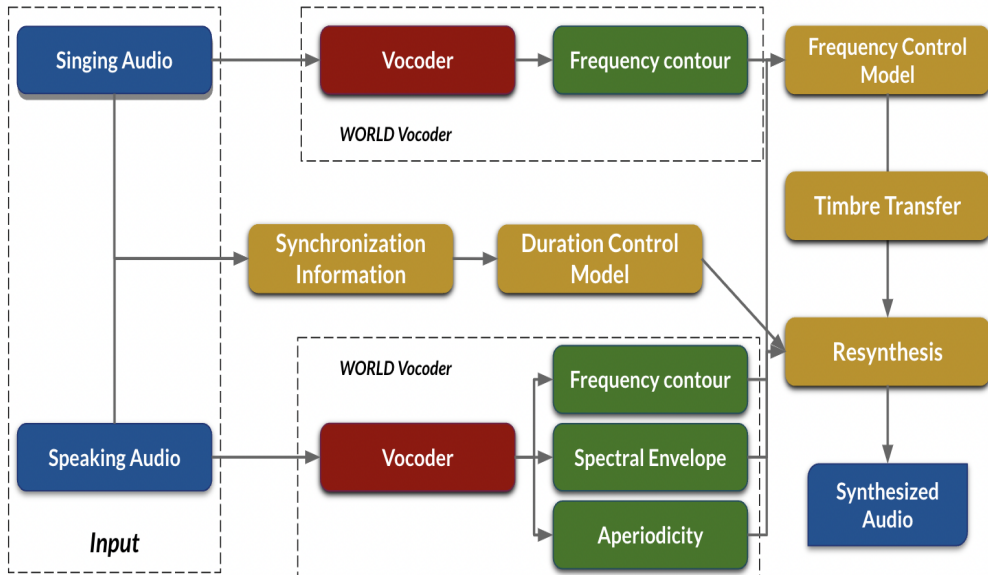 Singing Audio
Vocoder
Frequency contour
Frequency Control
Model
WORLD Vocoder
Timbre Transfer
Synchronization
Information
Duration Control
Model
Resynthesis
WORLD Vocoder
Frequency contour
Speaking Audio
Vocoder
Spectral Envelope
Aperiodicity
Synthesized
Audio
Input